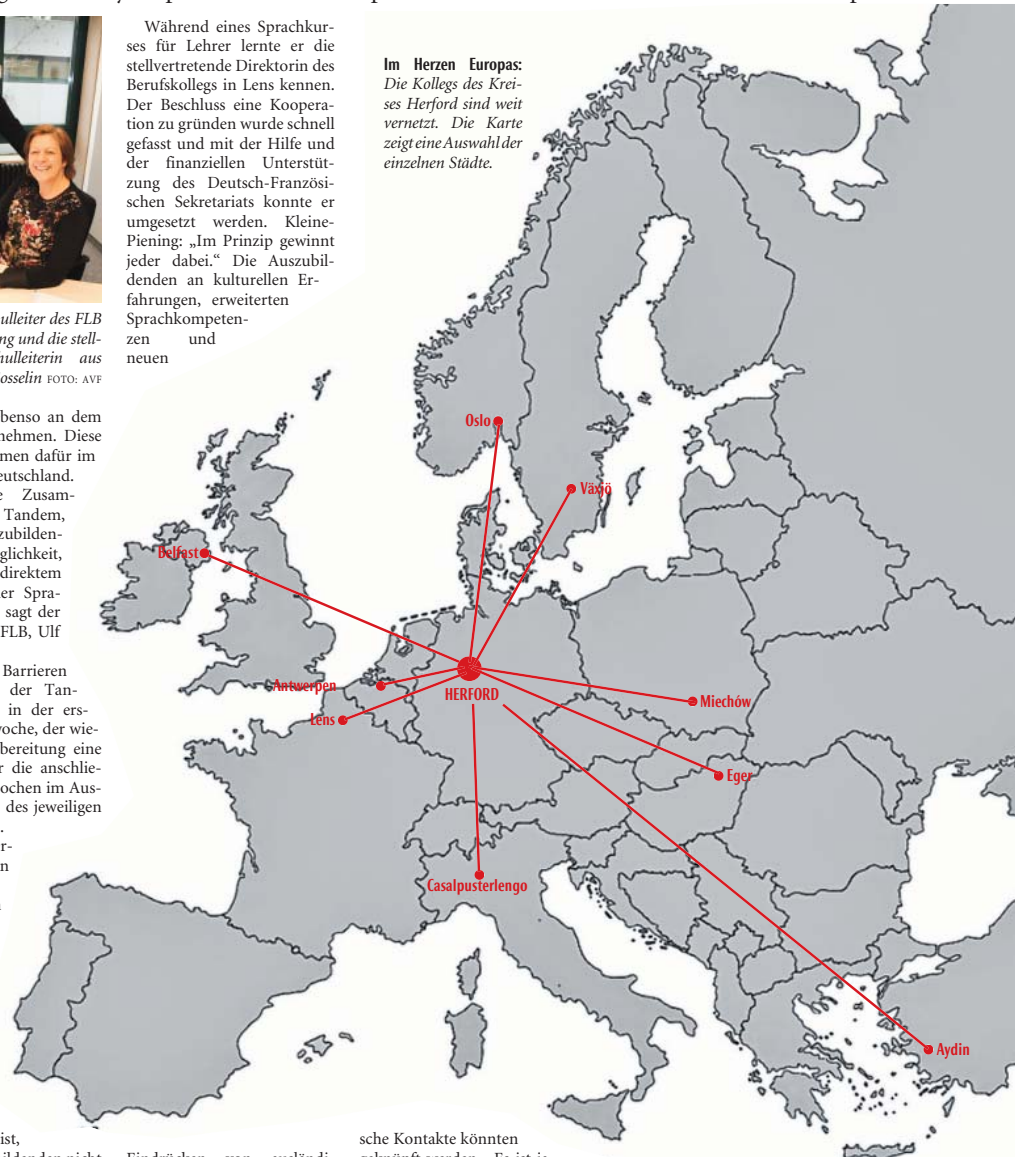 ulleiter des FLB
ng und die stell-
nulleiterin aus
osselin FOTO: AVF
benso an dem
nehmen. Diese
men dafür im
eutschland.
e Zusam-
Tandem,
zubilden-
glichkeit,
direktem
er Spra-
sagt der
FLB, Ulf
Barrieren
der Tan-
in der ers-
woche, der wie-
bereitung eine
r die anschlie-
ochen im Aus-
des jeweiligen
r-
n
ist,
Während eines Sprachkur-
ses für Lehrer lernte er die
stellvertretende Direktorin des
Berufskollegs in Lens kennen.
Der Beschluss eine Koopera-
tion zu gründen wurde schnell
gefasst und mit der Hilfe und
der finanziellen Unterstüt-
zung des Deutsch-Französi-
schen Sekretariats konnte er
umgesetzt werden. Kleine-
Piening: „Im Prinzip gewinnt
jeder dabei.“ Die Auszubil-
denden an kulturellen Er-
fahrungen, erweiterten
Sprachkompeten-
zen und
neuen
sche Kontakte könnten
Im Herzen Europas:
Die Kollegs des Krei-
ses Herford sind weit
vernetzt. Die Karte
zeigt eine Auswahl der
einzelnen Städte.
Oslo
Växjö
Belfast
Antwerpen
HERFORD
Miechów
Lens
Eger
Casalpusterlengo
Aydin